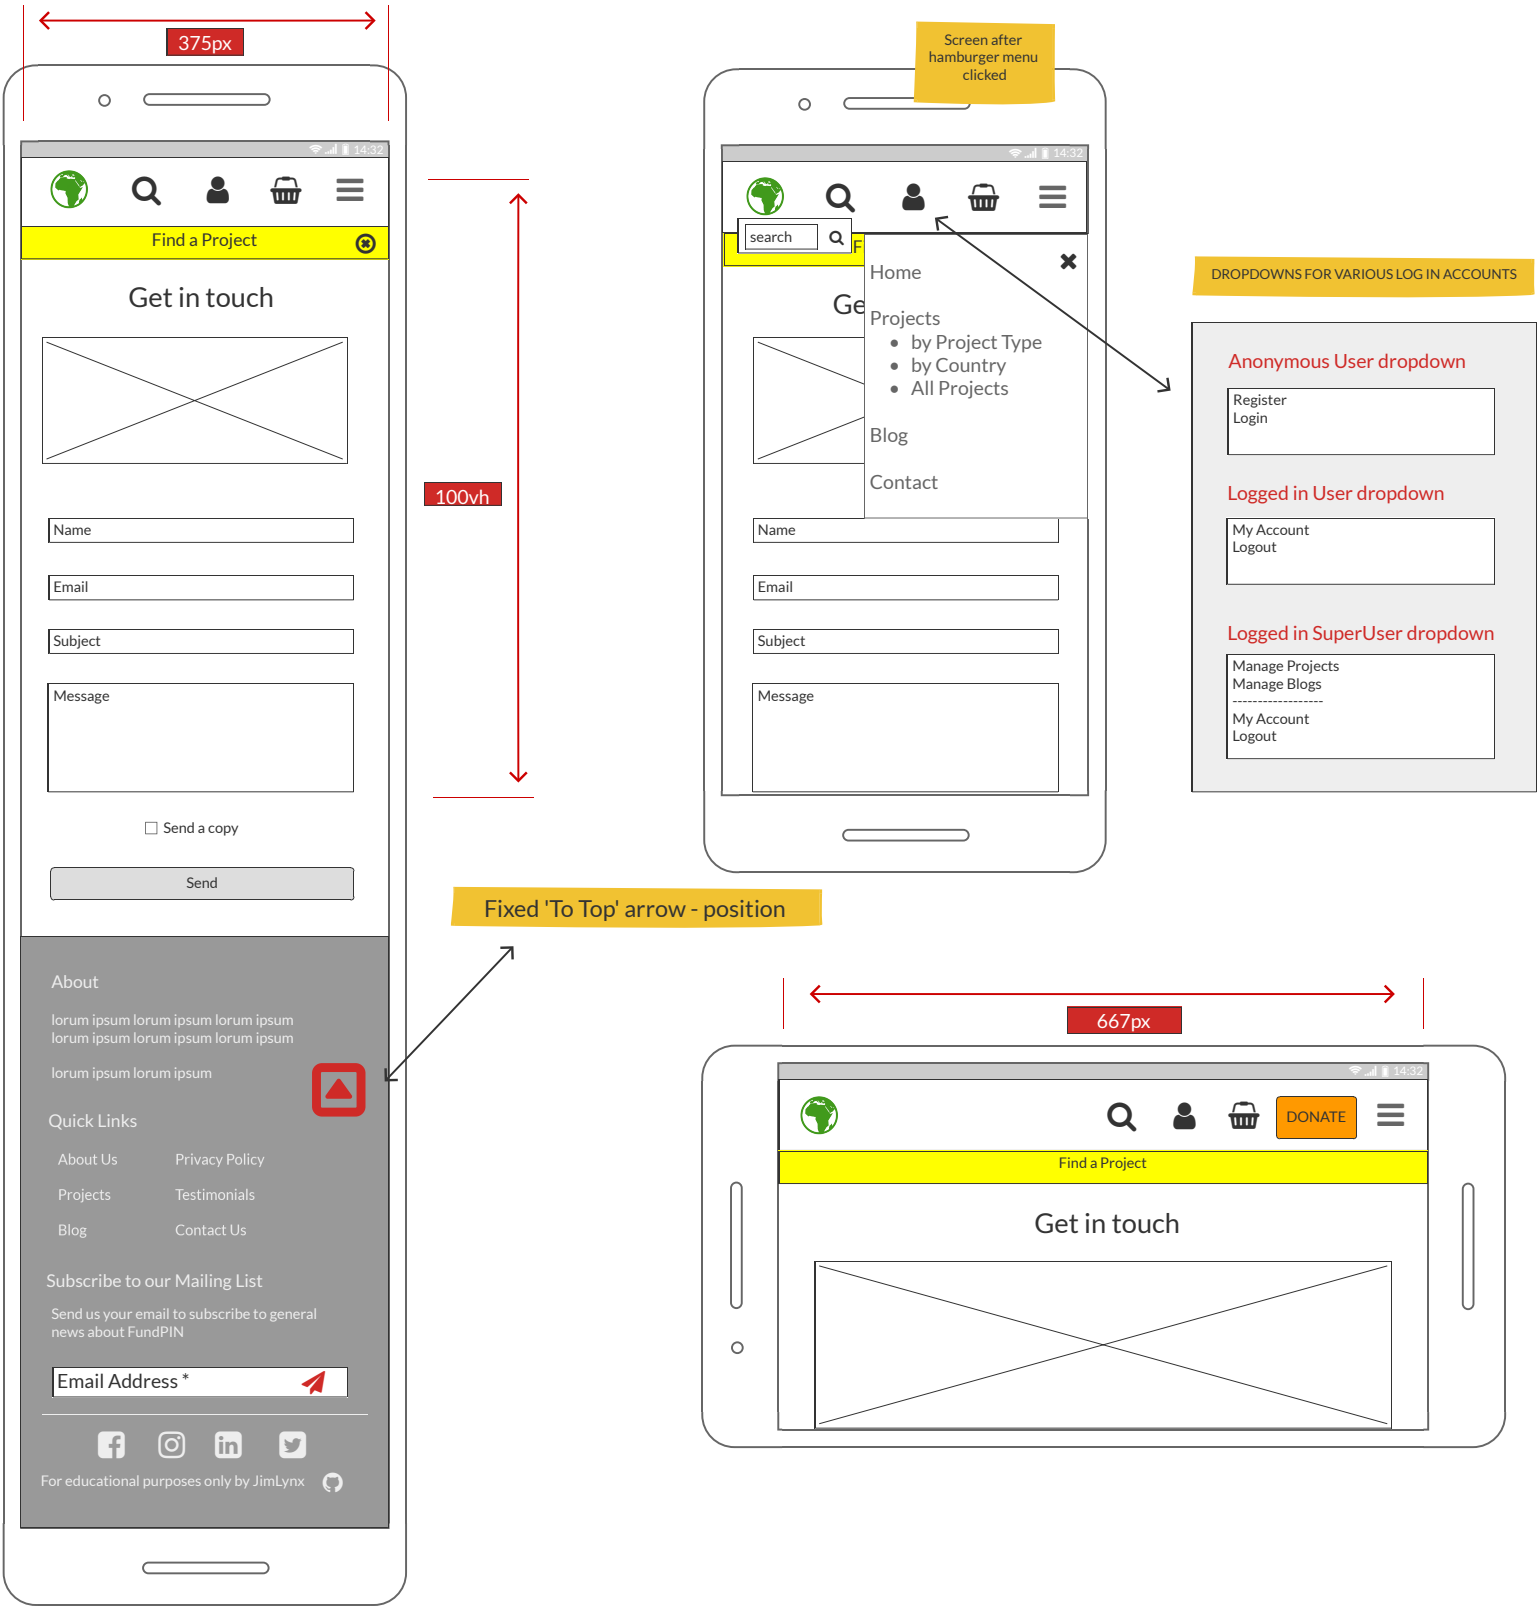 375px
14:32
Find a Project
Get in touch
Name
Email
Subject
Message
Send a copy
Send
About
lorum ipsum lorum ipsum lorum ipsum
lorum ipsum lorum ipsum lorum ipsum
lorum ipsum lorum ipsum
Quick Links
About Us
Privacy Policy
Projects
Testimonials
Blog
Contact Us
Subscribe to our Mailing List
Send us your email to subscribe to general
news about FundPIN
Email Address *
For educational purposes only by JimLynx
100vh
Fixed 'To Top' arrow - position
Screen after
hamburger menu
clicked
14:32
search
F
Ge
Home
Projects
• by Project Type
• by Country
• All Projects
Blog
Contact
Name
Email
Subject
Message
DROPDOWNS FOR VARIOUS LOG IN ACCOUNTS
Anonymous User dropdown
Register
Login
Logged in User dropdown
My Account
Logout
Logged in SuperUser dropdown
Manage Projects
Manage Blogs
------------------
My Account
Logout
667px
14:32
DONATE
Find a Project
Get in touch